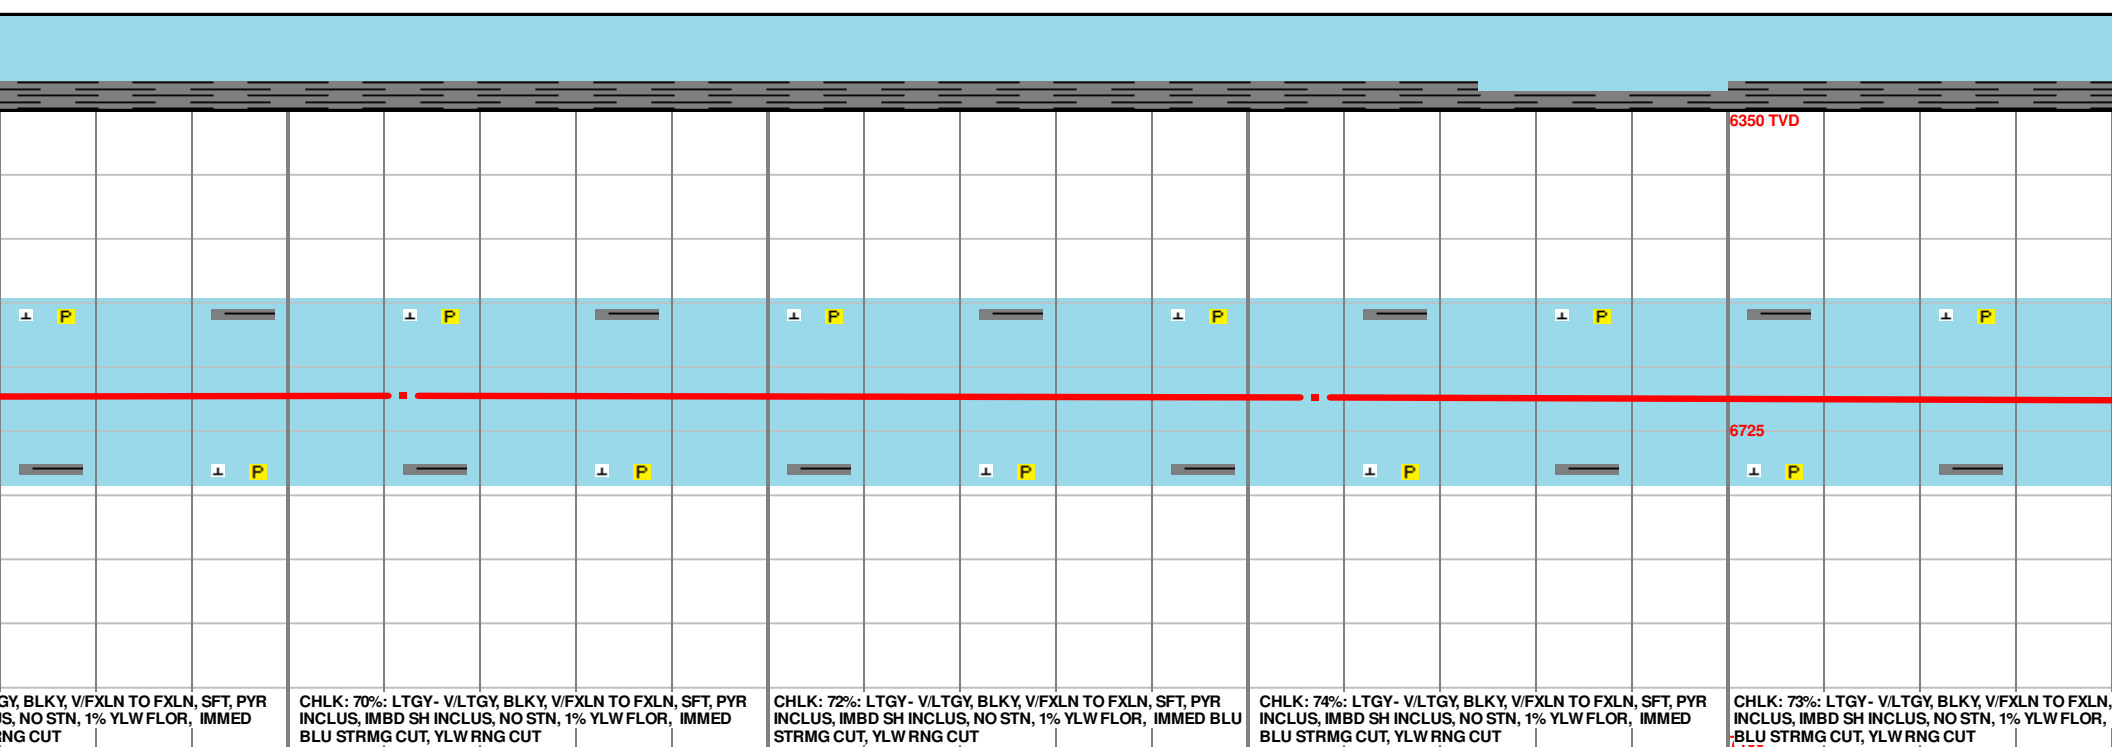 6350 TVD
P P P P P P
6725
P P P P P
GY, BLKY, V/FXLN TO FXLN, SFT, PYR
S, NO STN, 1% YLW FLOR, IMMED
RNG CUT
CHLK: 70%: LTGY- V/LTGY, BLKY, V/FXLN TO FXLN, SFT, PYR
INCLUS, IMBD SH INCLUS, NO STN, 1% YLW FLOR, IMMED
BLU STRMG CUT, YLW RNG CUT
CHLK: 72%: LTGY- V/LTGY, BLKY, V/FXLN TO FXLN, SFT, PYR
INCLUS, IMBD SH INCLUS, NO STN, 1% YLW FLOR, IMMED BLU
STRMG CUT, YLW RNG CUT
CHLK: 74%: LTGY- V/LTGY, BLKY, V/FXLN TO FXLN, SFT, PYR
INCLUS, IMBD SH INCLUS, NO STN, 1% YLW FLOR, IMMED
BLU STRMG CUT, YLW RNG CUT
CHLK: 73%: LTGY- V/LTGY, BLKY, V/FXLN TO FXLN,
INCLUS, IMBD SH INCLUS, NO STN, 1% YLW FLOR,
BLU STRMG CUT, YLW RNG CUT